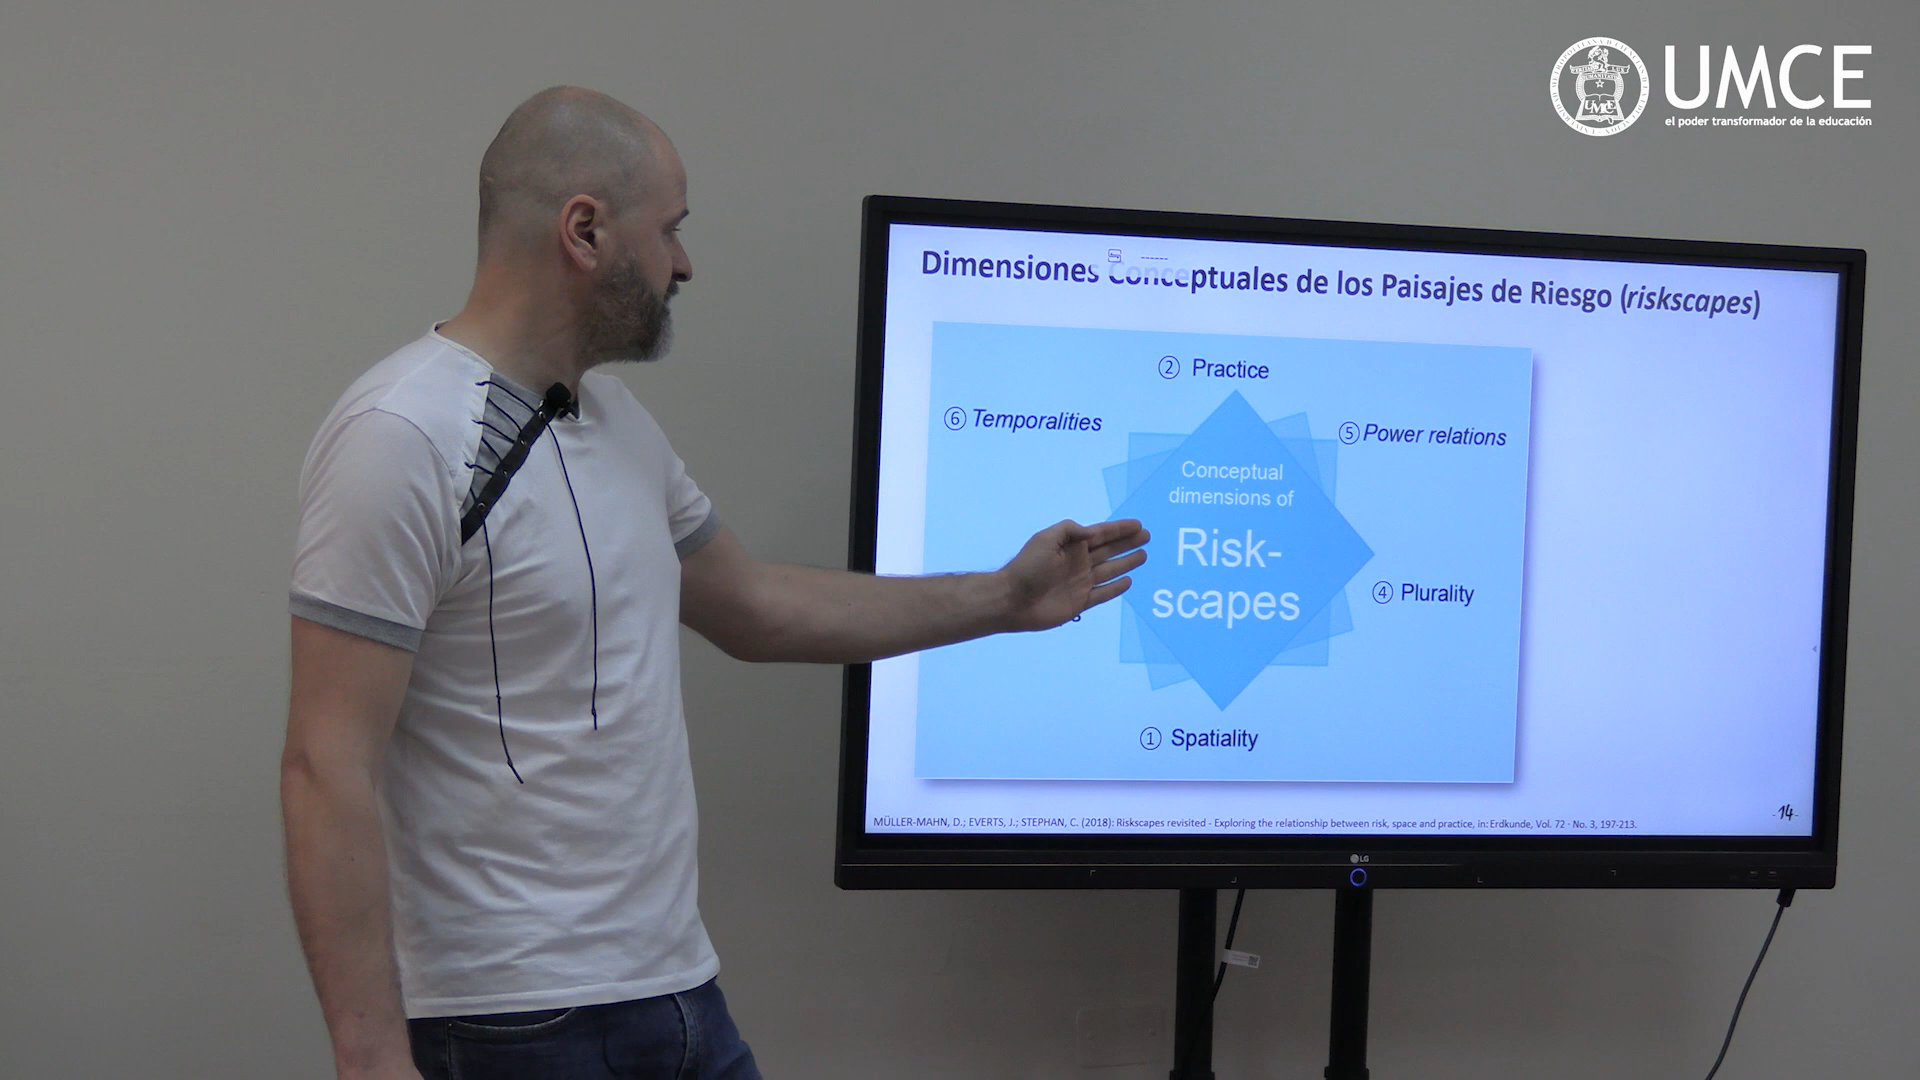 UMCE
el poder transformador de la educación
Dimensiones Conceptuales de los Paisajes de Riesgo (riskscapes)
② Practice
⑥ Temporalities
⑤ Power relations
Conceptual
dimensions of
Risk-
scapes
④ Plurality
① Spatiality
MÜLLER-MAHN, D.; EVERTS, J.; STEPHAN, C. (2018): Riskscapes revisited - Exploring the relationship between risk, space and practice, in: Erdkunde, Vol. 72 · No. 3, 197-213.
-14-
LG